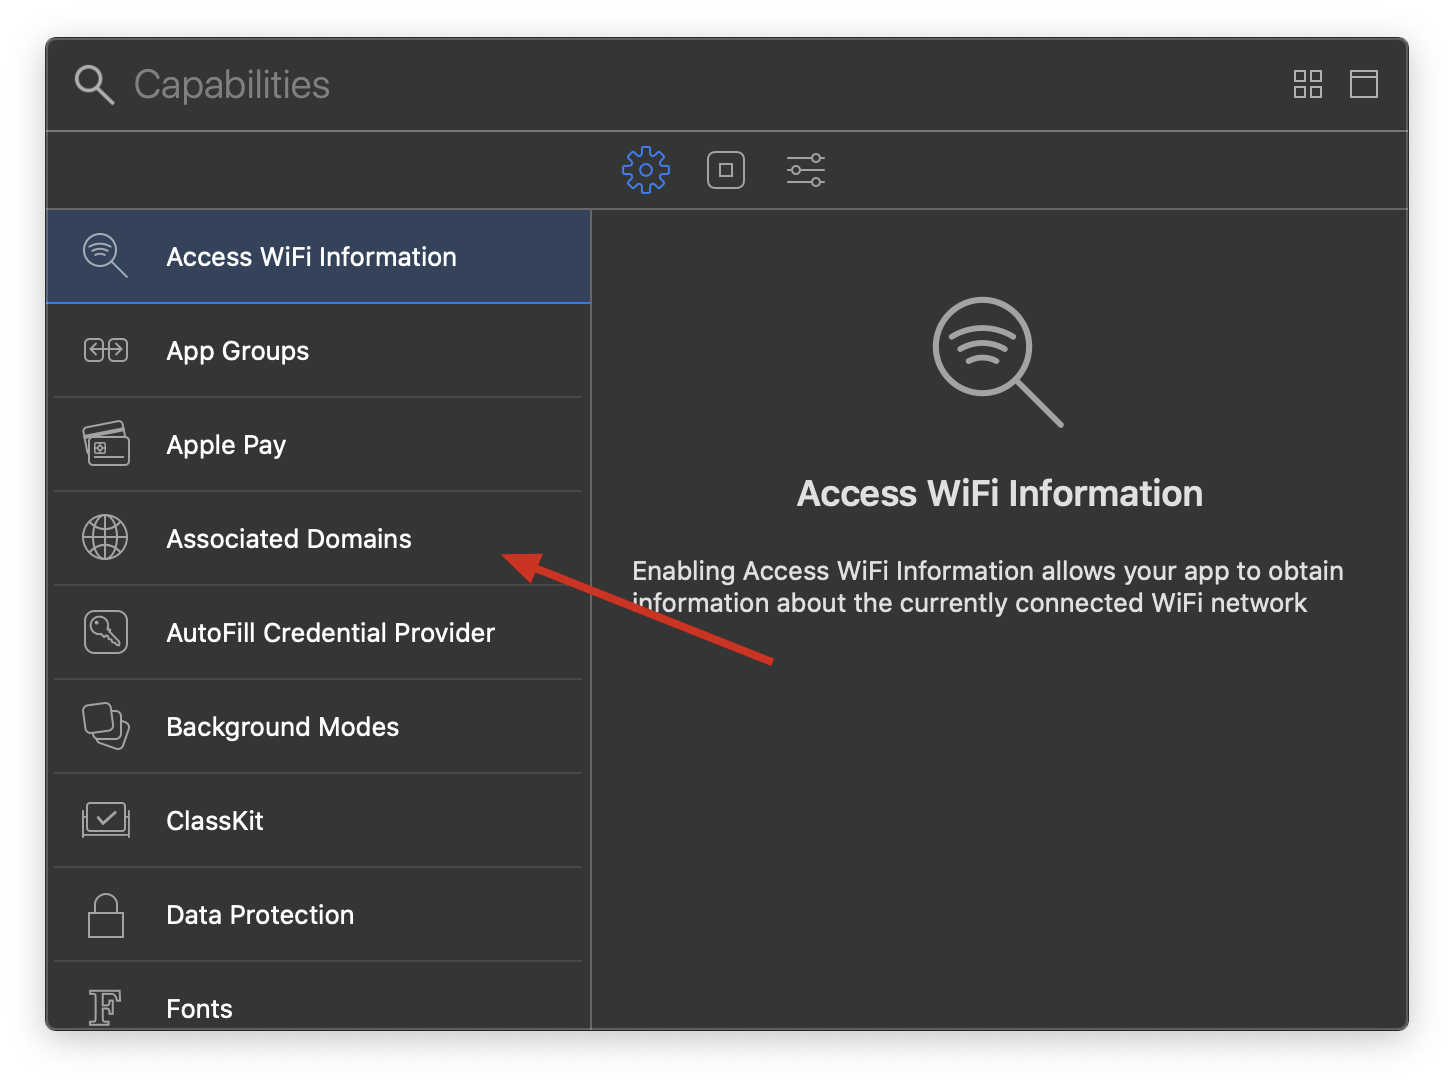 Capabilities
Access WiFi Information
App Groups
Apple Pay
Associated Domains
AutoFill Credential Provider
Background Modes
ClassKit
Data Protection
Fonts
Access WiFi Information
Enabling Access WiFi Information allows your app to obtain
information about the currently connected WiFi network